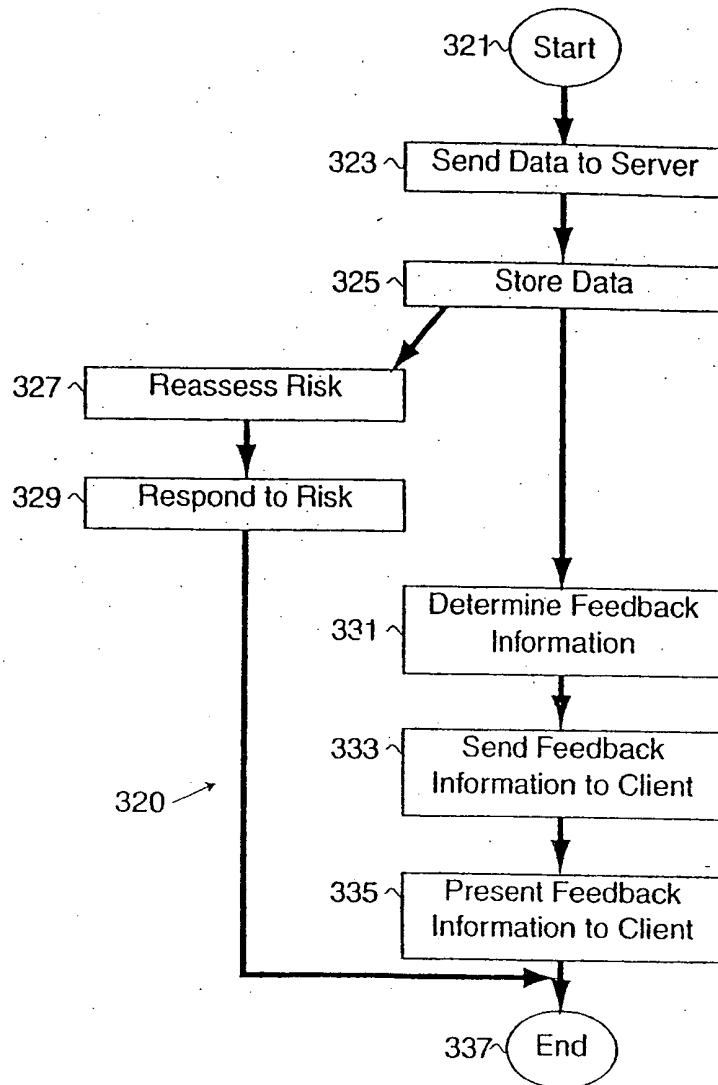 321 Start
323 Send Data to Server
325 Store Data
327 Reassess Risk
329 Respond to Risk
331 Determine Feedback
Information
333 Send Feedback
Information to Client
320
335 Present Feedback
Information to Client
337 End